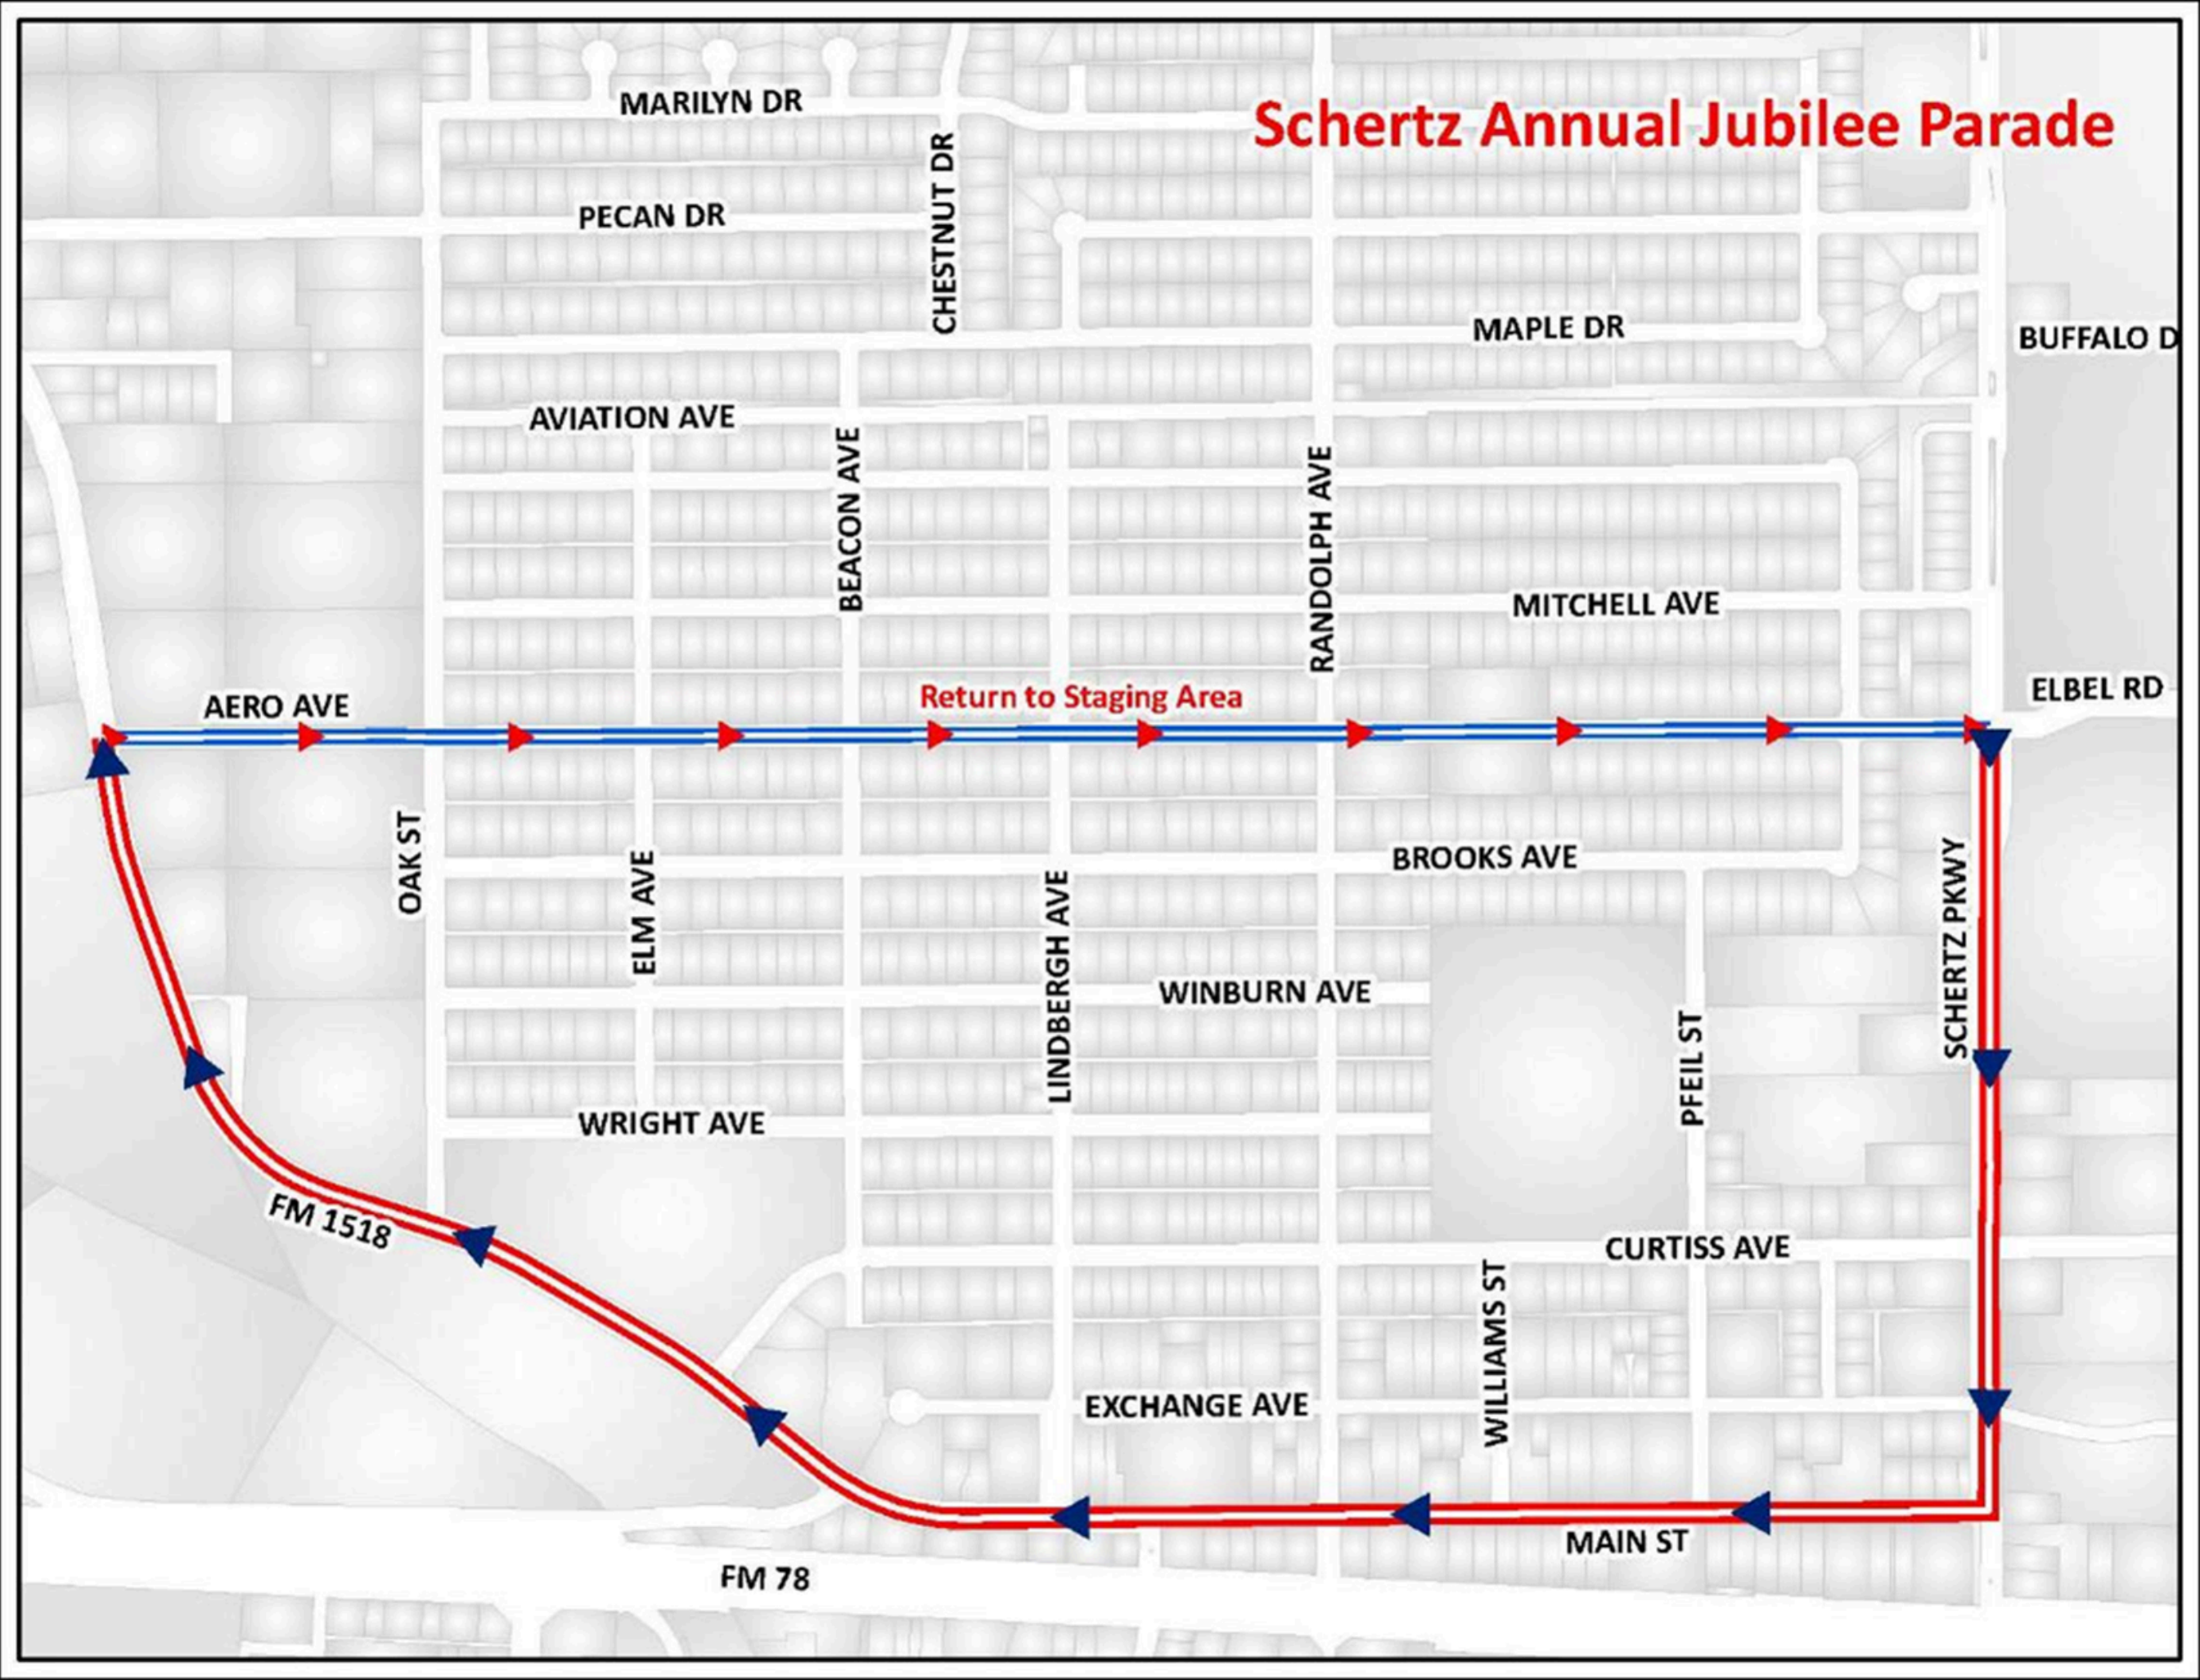 MARILYN DR
Schertz Annual Jubilee Parade
CHESTNUT DR
PECAN DR
MAPLE DR
BUFFALO D
AVIATION AVE
BEACON AVE
RANDOLPH AVE
MITCHELL AVE
ELBEL RD
Return to Staging Area
AERO AVE
OAK ST
ELM AVE
BROOKS AVE
SCHERTZ PKWY
LINDBERGH AVE
WINBURN AVE
PFEIL ST
WRIGHT AVE
FM 1518
CURTISS AVE
WILLIAMS ST
EXCHANGE AVE
MAIN ST
FM 78